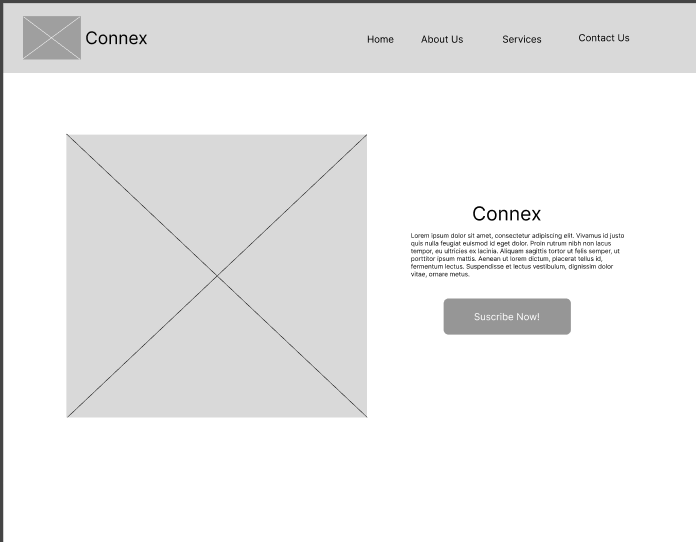 Connex
Home About Us Services Contact Us
Connex
Lorem ipsum dolor sit amet, consectetur adipiscing elit. Vivamus id justo
quis nulla feugiat euismod id eget dolor. Proin rutrum nibh non lacus
tempor, eu ultricies ex lacinia. Aliquam sagittis tortor ut felis semper, ut
porttitor ipsum mattis. Aenean ut lorem dictum, placerat tellus id,
fermentum lectus. Suspendisse et lectus vestibulum, dignissim dolor
vitae, ornare metus.
Suscribe Now!